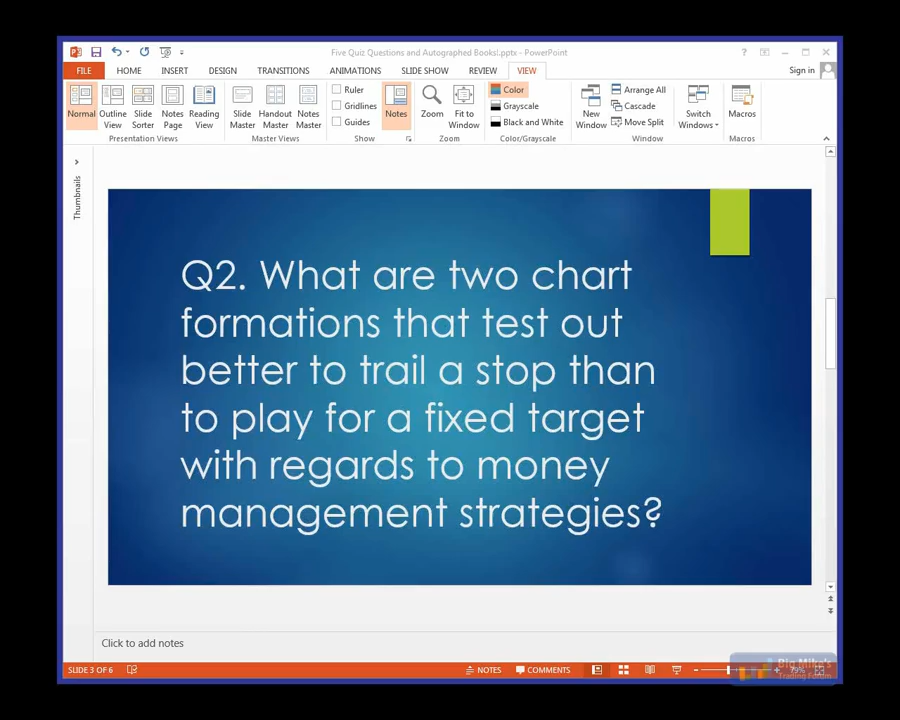 Five Quiz Questions and Autographed Books!.pptx - PowerPoint
?
FILE HOME INSERT DESIGN TRANSITIONS ANIMATIONS SLIDE SHOW REVIEW VIEW Sign in
Normal Outline View Slide Sorter Notes Page Reading View
Presentation Views
Slide Master Handout Master Notes Master
Master Views
Ruler
Gridlines
Guides
Show
Notes
Zoom Fit to Window
Zoom
Color
Grayscale
Black and White
Color/Grayscale
New Window
Arrange All
Cascade
Move Split
Switch Windows
Window
Macros
Macros
Thumbnails
Q2. What are two chart
formations that test out
better to trail a stop than
to play for a fixed target
with regards to money
management strategies?
Click to add notes
SLIDE 3 OF 6 NOTES COMMENTS
Big Mike's
Trading Forum